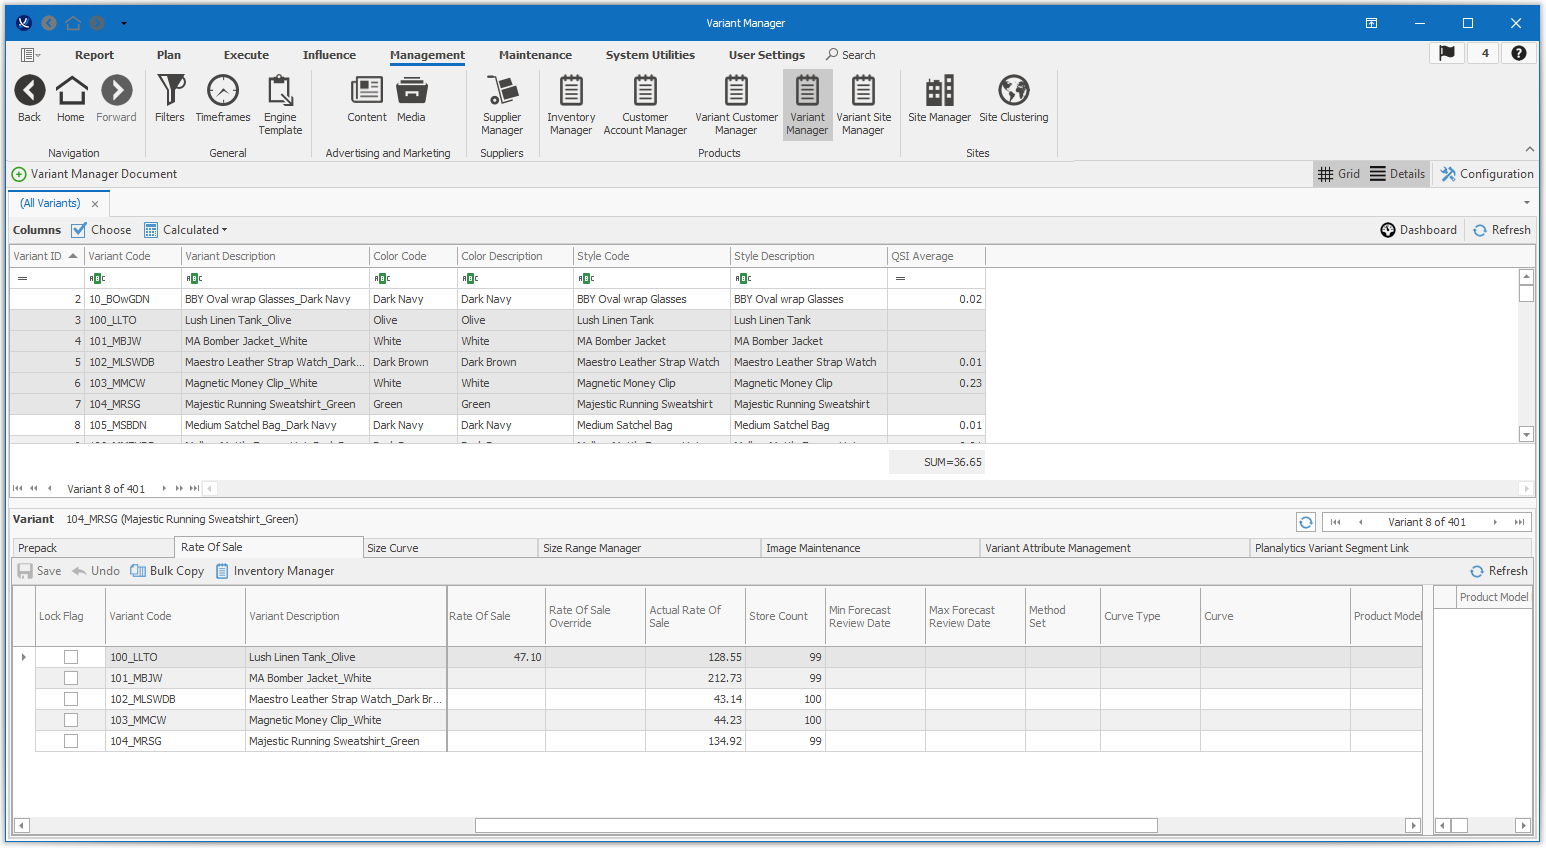 Variant Manager
Report Plan Execute Influence Management Maintenance System Utilities User Settings Search 4
Back Home Forward Filters Timeframes Engine Template Content Media Supplier Manager Inventory Manager Customer Account Manager Variant Customer Manager Variant Manager Variant Site Manager Site Manager Site Clustering
Navigation General Advertising and Marketing Suppliers Products Sites
Variant Manager Document Grid Details Configuration
(All Variants)
Columns Choose Calculated Dashboard Refresh
Variant ID Variant Code Variant Description Color Code Color Description Style Code Style Description QSI Average
= ABC ABC ABC ABC ABC ABC =
2 10_BOwGDN BBY Oval wrap Glasses_Dark Navy Dark Navy Dark Navy BBY Oval wrap Glasses BBY Oval wrap Glasses 0.02
3 100_LLTO Lush Linen Tank_Olive Olive Olive Lush Linen Tank Lush Linen Tank
4 101_MBJW MA Bomber Jacket_White White White MA Bomber Jacket MA Bomber Jacket
5 102_MLSWDB Maestro Leather Strap Watch_Dark... Dark Brown Dark Brown Maestro Leather Strap Watch Maestro Leather Strap Watch 0.01
6 103_MMCW Magnetic Money Clip_White White White Magnetic Money Clip Magnetic Money Clip 0.23
7 104_MRSG Majestic Running Sweatshirt_Green Green Green Majestic Running Sweatshirt Majestic Running Sweatshirt
8 105_MSBDN Medium Satchel Bag_Dark Navy Dark Navy Dark Navy Medium Satchel Bag Medium Satchel Bag 0.01
SUM=36.65
Variant 8 of 401
Variant 104_MRSG (Majestic Running Sweatshirt_Green) Variant 8 of 401
Prepack Rate Of Sale Size Curve Size Range Manager Image Maintenance Variant Attribute Management Planalytics Variant Segment Link
Save Undo Bulk Copy Inventory Manager Refresh
Lock Flag Variant Code Variant Description Rate Of Sale Rate Of Sale Override Actual Rate Of Sale Store Count Min Forecast Review Date Max Forecast Review Date Method Set Curve Type Curve Product Model Product Model
100_LLTO Lush Linen Tank_Olive 47.10 128.55 99
101_MBJW MA Bomber Jacket_White 212.73 99
102_MLSWDB Maestro Leather Strap Watch_Dark Br... 43.14 100
103_MMCW Magnetic Money Clip_White 44.23 100
104_MRSG Majestic Running Sweatshirt_Green 134.92 99